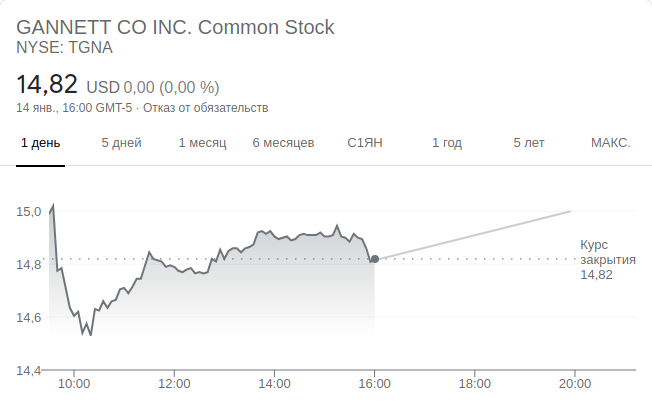 GANNETT CO INC. Common Stock
NYSE: TGNA
14,82 USD 0,00 (0,00 %)
14 янв., 16:00 GMT-5 · Отказ от обязательств
1 день 5 дней 1 месяц 6 месяцев С1ЯН 1 год 5 лет МАКС.
15,0
14,8
14,6
14,4
Курс
закрытия
14,82
10:00 12:00 14:00 16:00 18:00 20:00